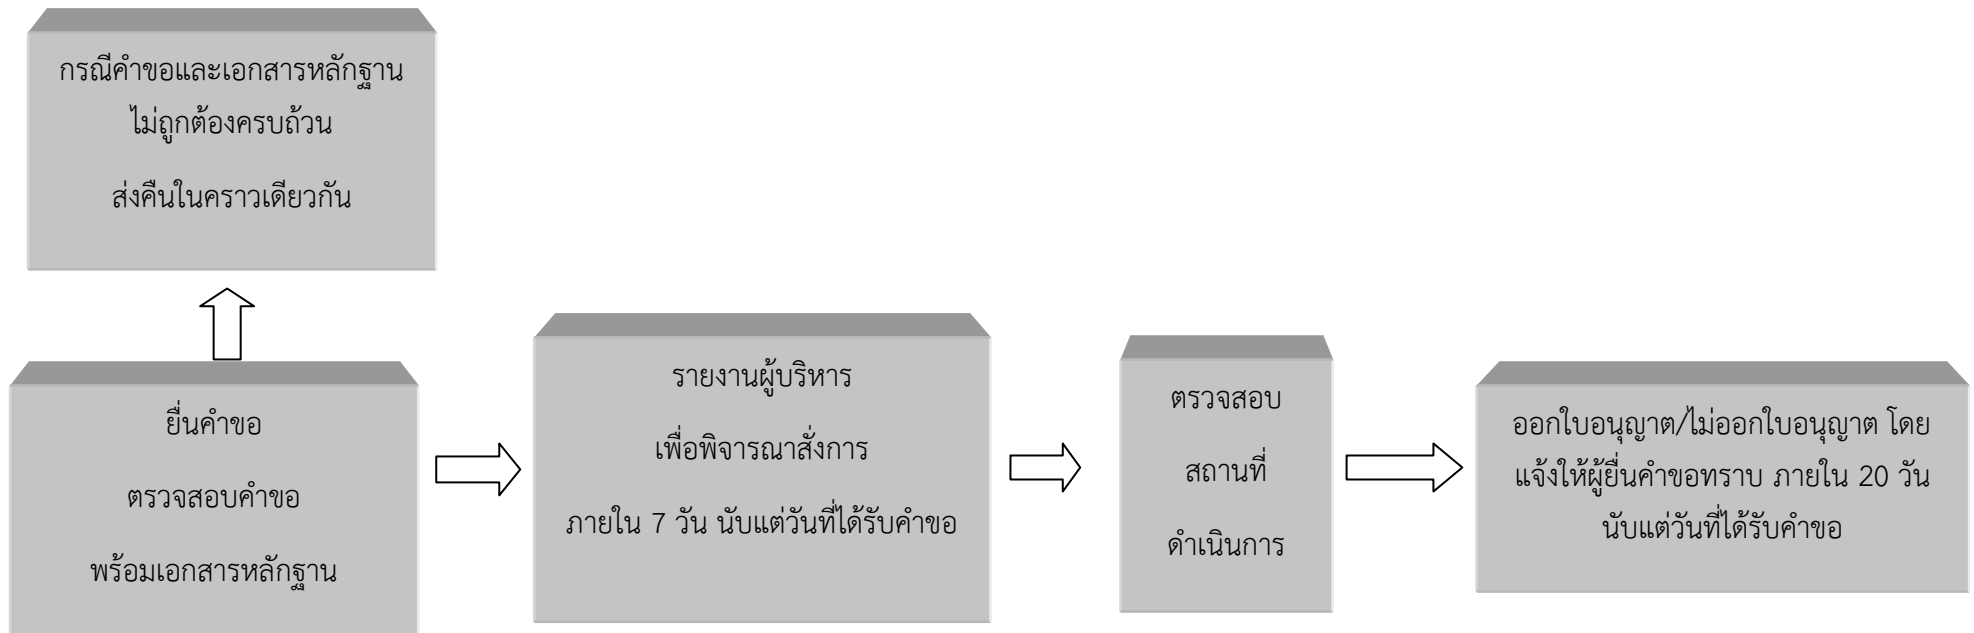 กรณีคำขอและเอกสารหลักฐาน
ไม่ถูกต้องครบถ้วน
ส่งคืนในคราวเดียวกัน
ยื่นคำขอ
ตรวจสอบคำขอ
พร้อมเอกสารหลักฐาน
รายงานผู้บริหาร
เพื่อพิจารณาสั่งการ
ภายใน 7 วัน นับแต่วันที่ได้รับคำขอ
ตรวจสอบ
สถานที่
ดำเนินการ
ออกใบอนุญาต/ไม่ออกใบอนุญาต โดย
แจ้งให้ผู้ยื่นคำขอทราบ ภายใน 20 วัน
นับแต่วันที่ได้รับคำขอ